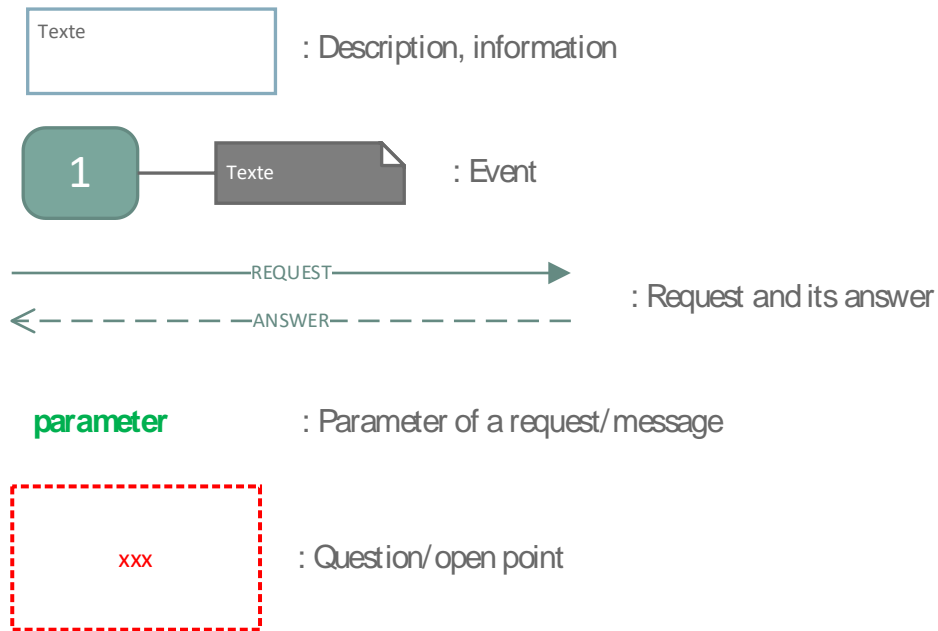 Texte
: Description, information
1
Texte
: Event
REQUEST
: Request and its answer
ANSWER
parameter
: Parameter of a request/message
xxx
: Question/open point